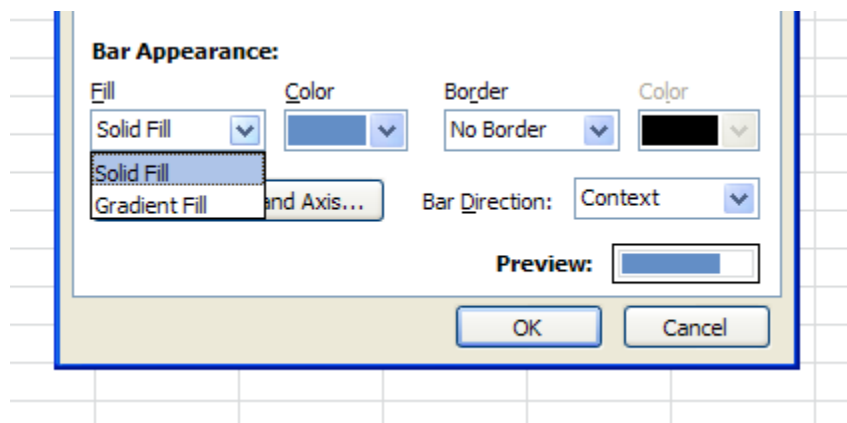 Bar Appearance:
Fill Color Border Color
Solid Fill No Border
Solid Fill
Gradient Fill and Axis... Bar Direction: Context
Preview:
OK Cancel